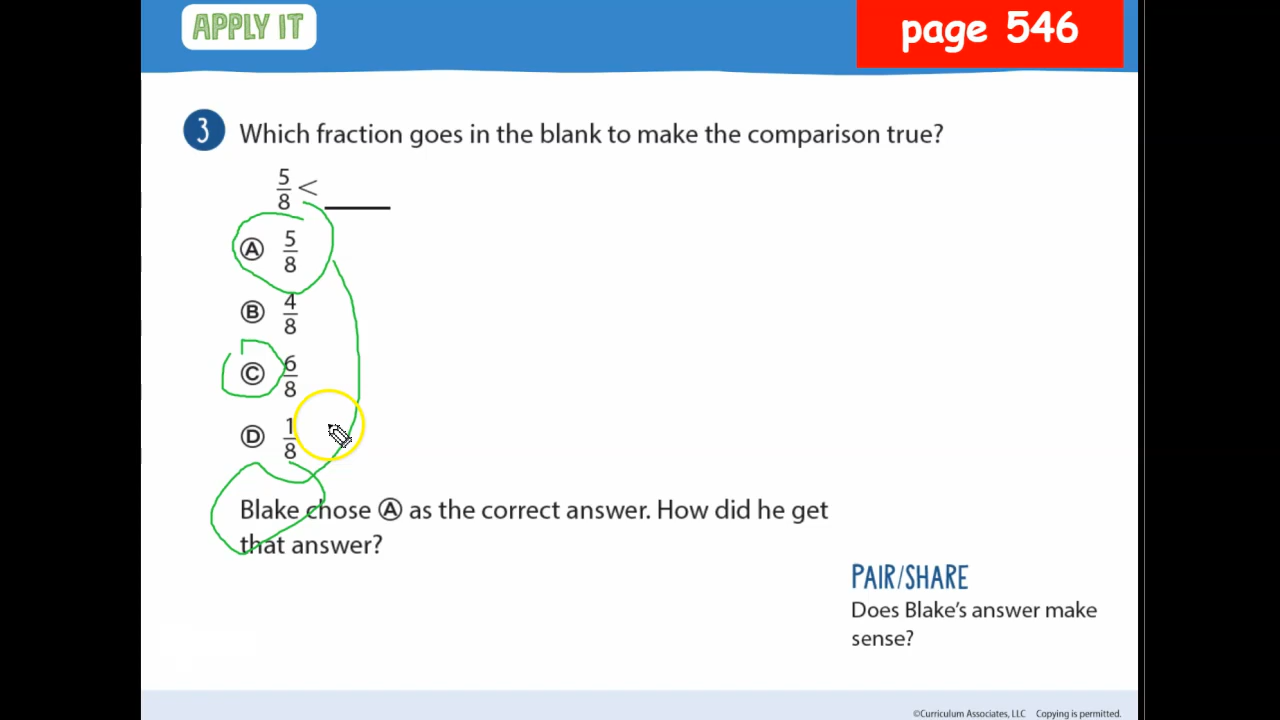 APPLY IT
page 546
3 Which fraction goes in the blank to make the comparison true?
5/8 < ____
Ⓐ 5/8
Ⓑ 4/8
Ⓒ 6/8
Ⓓ 1/8
Blake chose Ⓐ as the correct answer. How did he get
that answer?
PAIR/SHARE
Does Blake's answer make
sense?
©Curriculum Associates, LLC Copying is permitted.